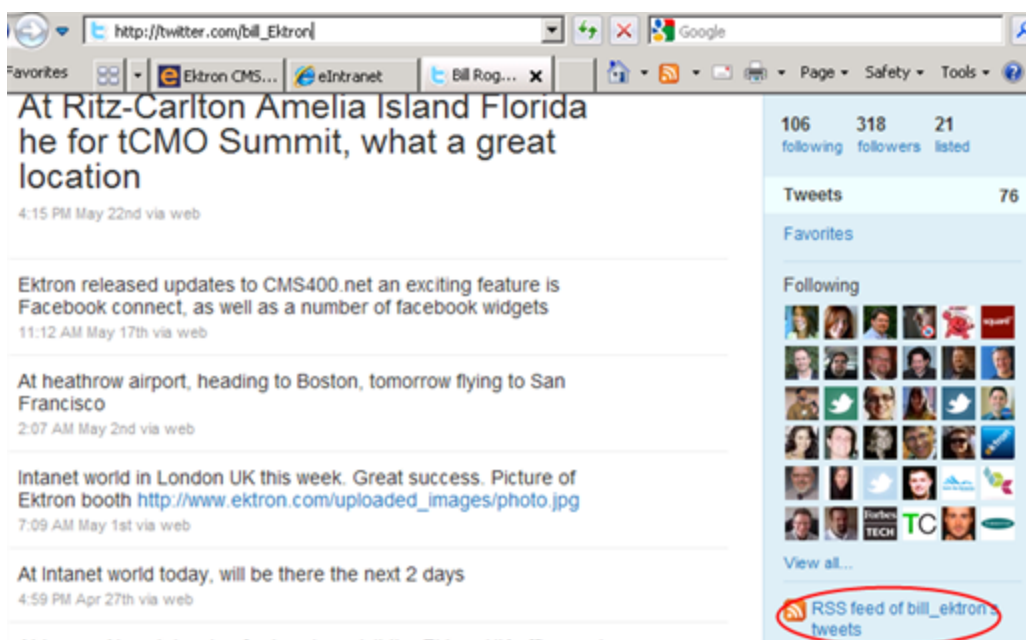 http://twitter.com/bill_Ektron
Google
Favorites
Ektron CMS...
eIntranet
Bill Rog...
Page
Safety
Tools
At Ritz-Carlton Amelia Island Florida
he for tCMO Summit, what a great
location
4:15 PM May 22nd via web
Ektron released updates to CMS400.net an exciting feature is
Facebook connect, as well as a number of facebook widgets
11:12 AM May 17th via web
At heathrow airport, heading to Boston, tomorrow flying to San
Francisco
2:07 AM May 2nd via web
Intanet world in London UK this week. Great success. Picture of
Ektron booth http://www.ektron.com/uploaded_images/photo.jpg
7:09 AM May 1st via web
At Intanet world today, will be there the next 2 days
4:59 PM Apr 27th via web
106 318 21
following followers listed
Tweets 76
Favorites
Following
square
Forbes
TECH
TC
View all...
RSS feed of bill_ektron's
tweets